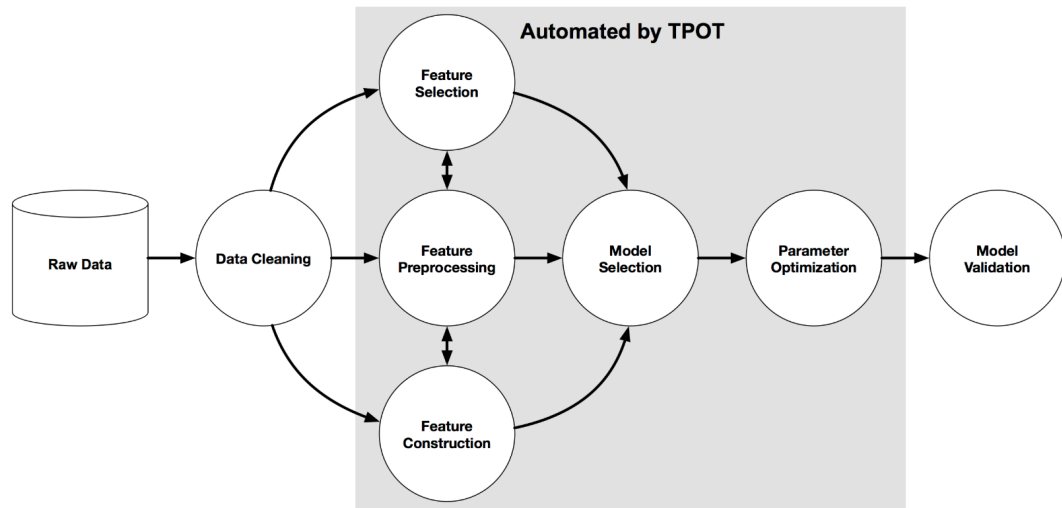 Automated by TPOT
Feature
Selection
Raw Data
Data Cleaning
Feature
Preprocessing
Model
Selection
Parameter
Optimization
Model
Validation
Feature
Construction